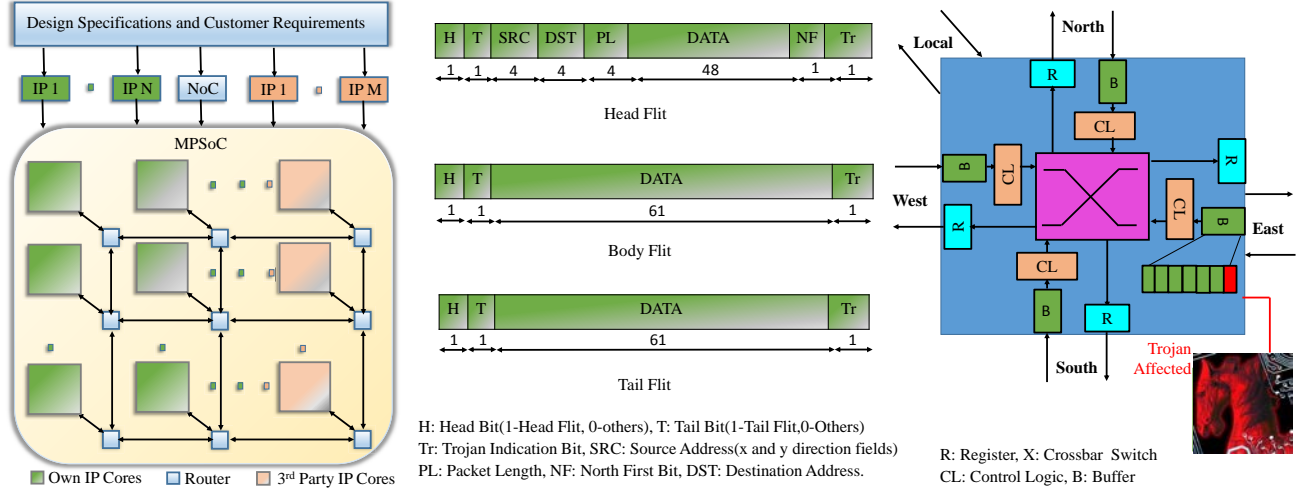 Design Specifications and Customer Requirements
IP 1
IP N
NoC
IP 1
IP M
MPSoC
Own IP Cores
Router
3rd Party IP Cores
H T SRC DST PL DATA NF Tr
1 1 4 4 4 48 1 1
Head Flit
H T DATA Tr
1 1 61 1
Body Flit
H T DATA Tr
1 1 61 1
Tail Flit
H: Head Bit(1-Head Flit, 0-others), T: Tail Bit(1-Tail Flit,0-Others)
Tr: Trojan Indication Bit, SRC: Source Address(x and y direction fields)
PL: Packet Length, NF: North First Bit, DST: Destination Address.
Local
North
R
B
CL
B
CL
R
West
R
CL
B
East
CL
B
R
South
Trojan
Affected
R: Register, X: Crossbar Switch
CL: Control Logic, B: Buffer